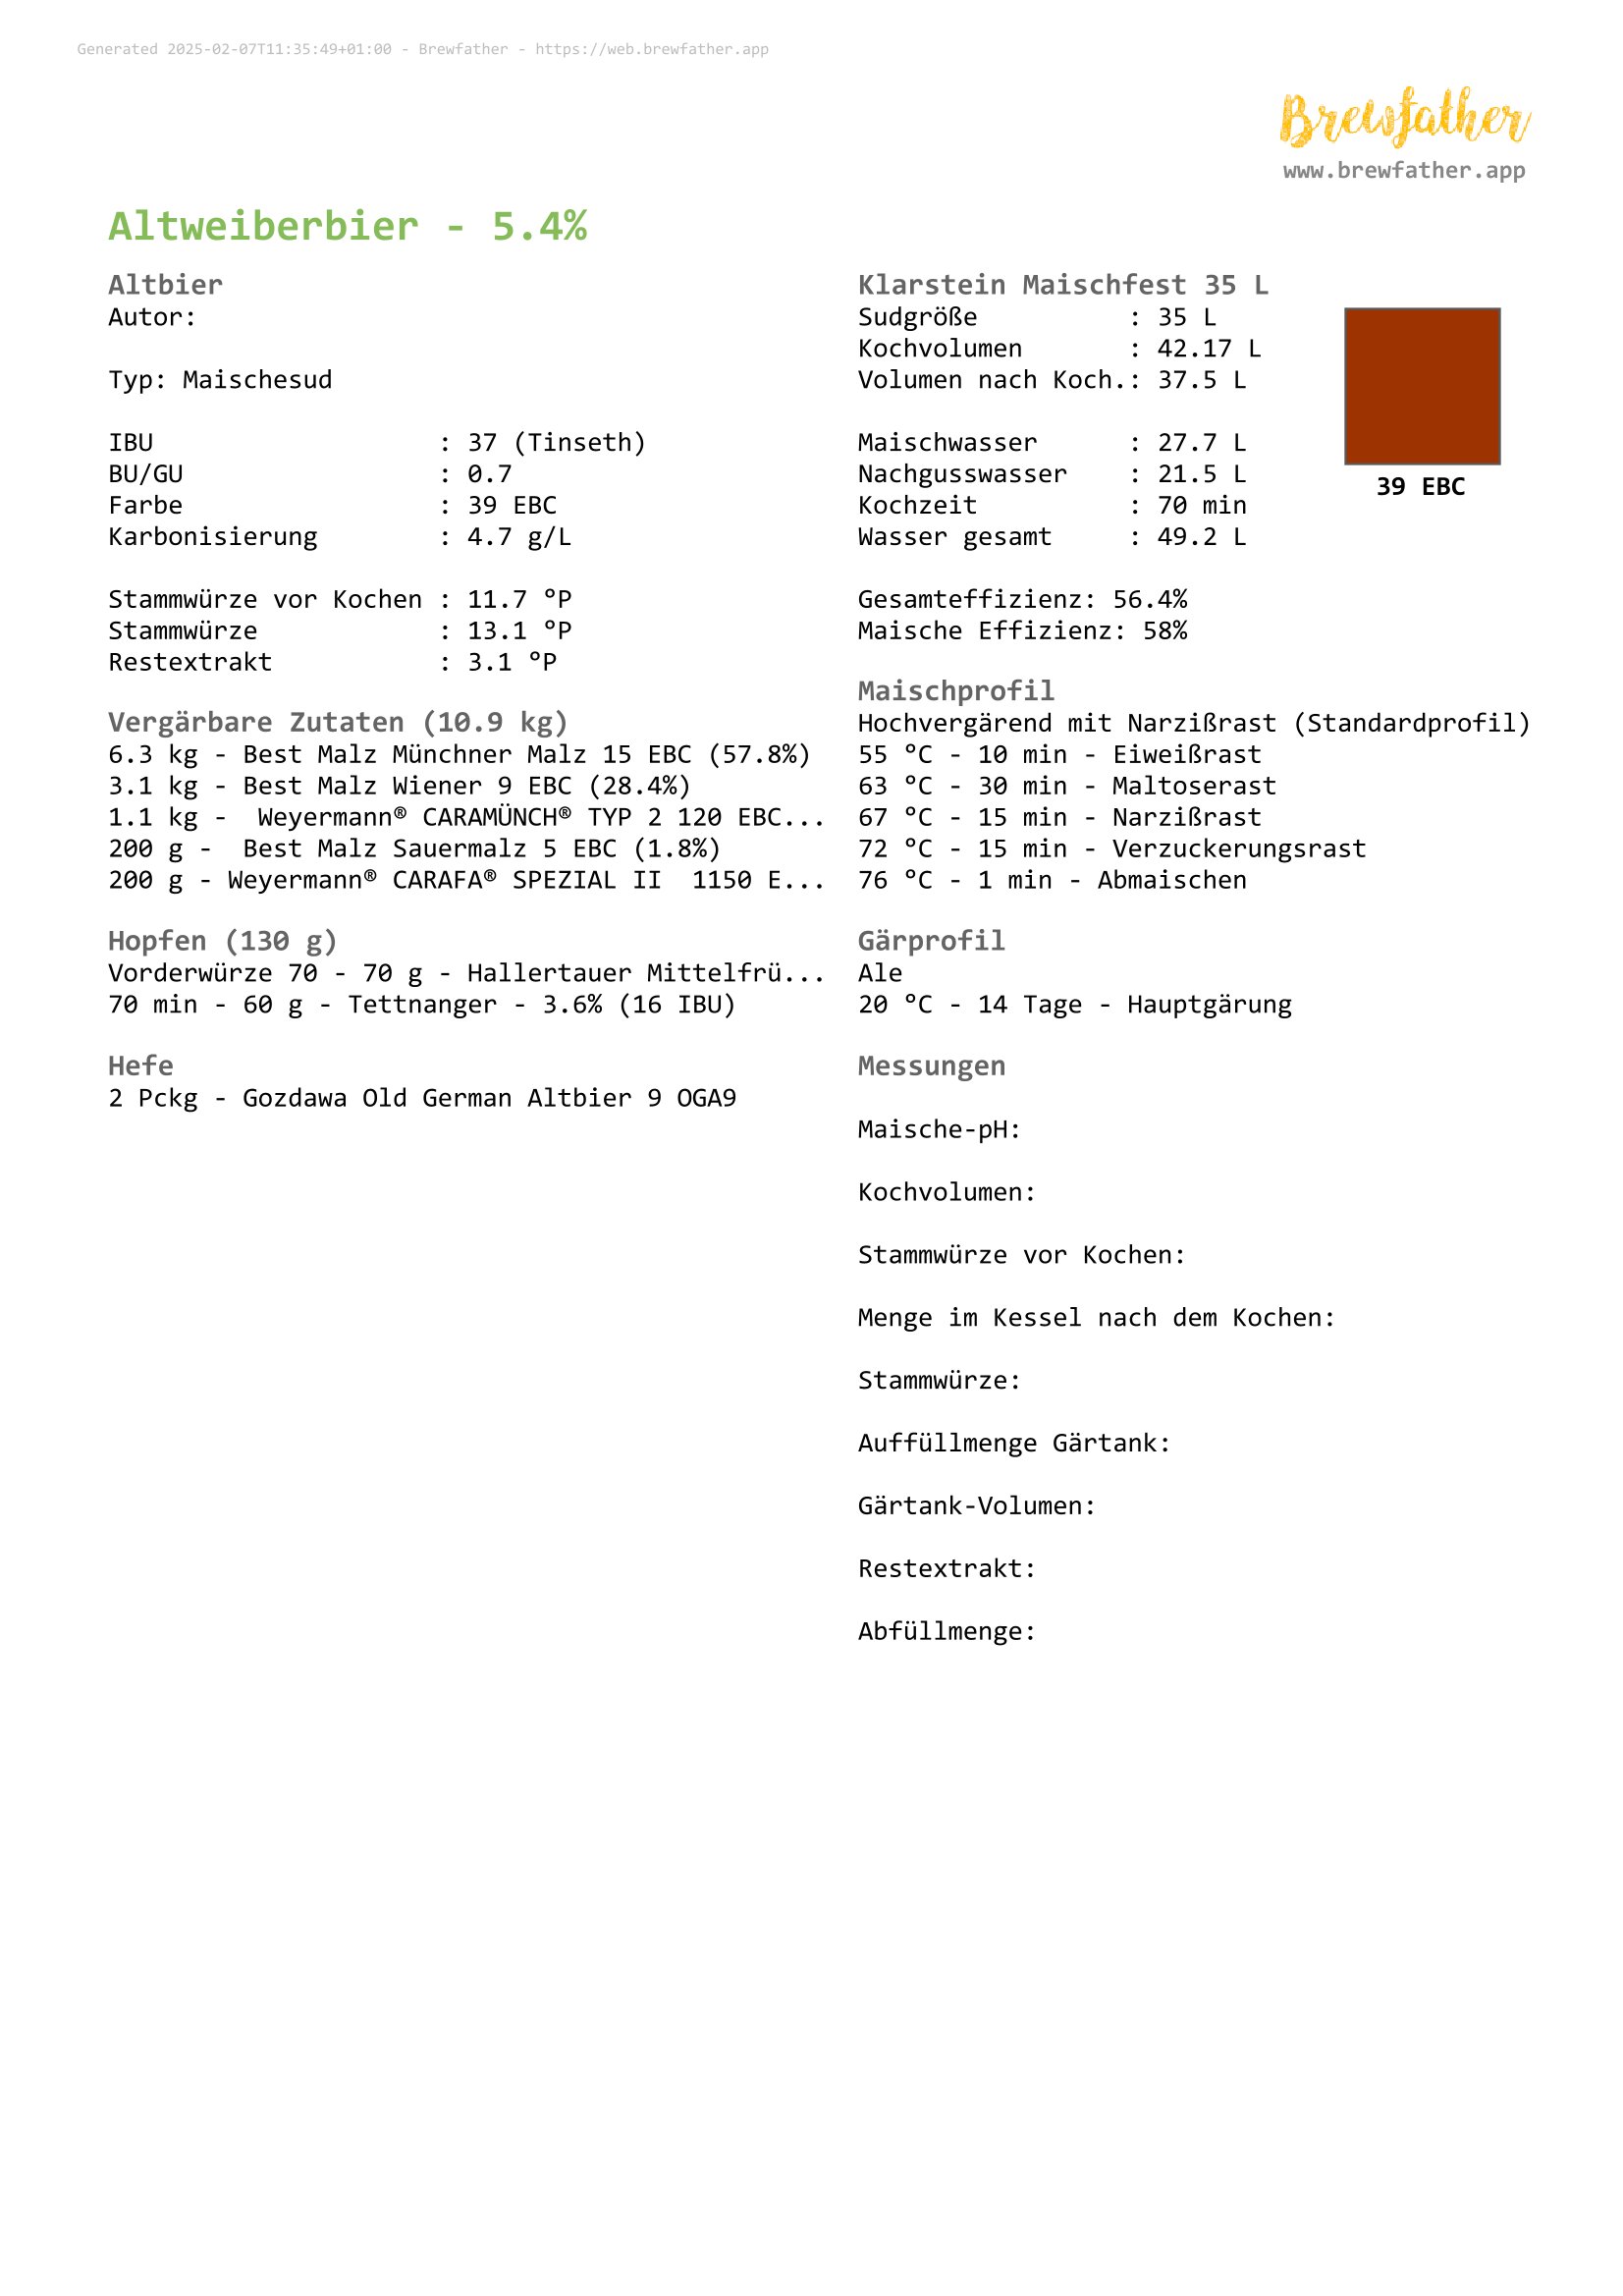 Generated 2025-02-07T11:35:49+01:00 - Brewfather - https://web.brewfather.app
Brewfather
www.brewfather.app
Altweiberbier - 5.4%
Altbier
Autor:
Typ: Maischesud
IBU : 37 (Tinseth)
BU/GU : 0.7
Farbe : 39 EBC
Karbonisierung : 4.7 g/L
Stammwürze vor Kochen : 11.7 °P
Stammwürze : 13.1 °P
Restextrakt : 3.1 °P
Vergärbare Zutaten (10.9 kg)
6.3 kg - Best Malz Münchner Malz 15 EBC (57.8%)
3.1 kg - Best Malz Wiener 9 EBC (28.4%)
1.1 kg - Weyermann® CARAMÜNCH® TYP 2 120 EBC...
200 g - Best Malz Sauermalz 5 EBC (1.8%)
200 g - Weyermann® CARAFA® SPEZIAL II 1150 E...
Hopfen (130 g)
Vorderwürze 70 - 70 g - Hallertauer Mittelfrü...
70 min - 60 g - Tettnanger - 3.6% (16 IBU)
Hefe
2 Pckg - Gozdawa Old German Altbier 9 OGA9
Klarstein Maischfest 35 L
Sudgröße : 35 L
Kochvolumen : 42.17 L
Volumen nach Koch.: 37.5 L
Maischwasser : 27.7 L
Nachgusswasser : 21.5 L
Kochzeit : 70 min
Wasser gesamt : 49.2 L
39 EBC
Gesamteffizienz: 56.4%
Maische Effizienz: 58%
Maischprofil
Hochvergärend mit Narzißrast (Standardprofil)
55 °C - 10 min - Eiweißrast
63 °C - 30 min - Maltoserast
67 °C - 15 min - Narzißrast
72 °C - 15 min - Verzuckerungsrast
76 °C - 1 min - Abmaischen
Gärprofil
Ale
20 °C - 14 Tage - Hauptgärung
Messungen
Maische-pH:
Kochvolumen:
Stammwürze vor Kochen:
Menge im Kessel nach dem Kochen:
Stammwürze:
Auffüllmenge Gärtank:
Gärtank-Volumen:
Restextrakt:
Abfüllmenge: